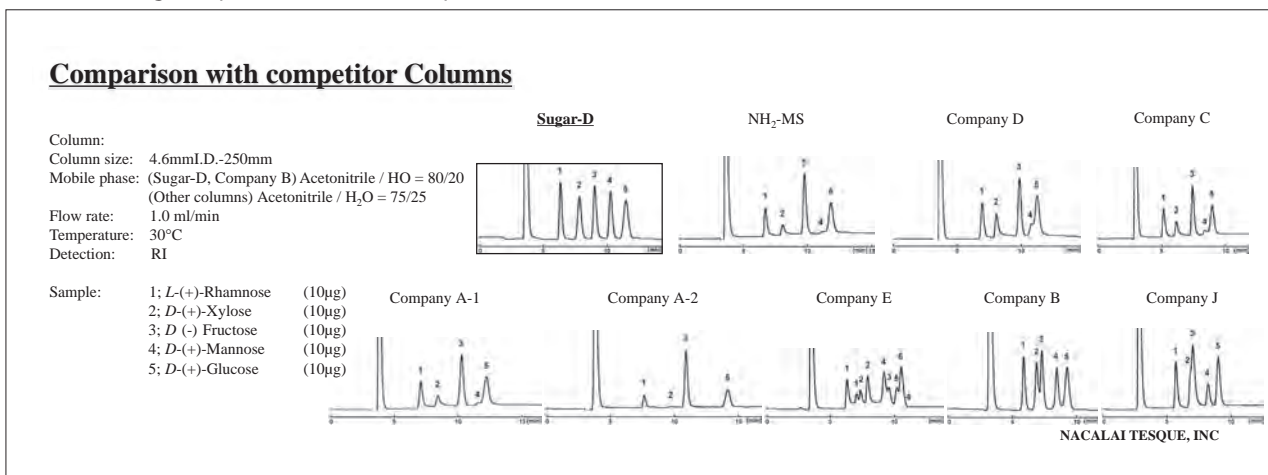 Comparison with competitor Columns
Column:
Column size: 4.6mmI.D.-250mm
Mobile phase: (Sugar-D, Company B) Acetonitrile / HO = 80/20
(Other columns) Acetonitrile / H₂O = 75/25
Flow rate: 1.0 ml/min
Temperature: 30°C
Detection: RI
Sample: 1; L-(+)-Rhamnose (10μg)
2; D-(+)-Xylose (10μg)
3; D (-) Fructose (10μg)
4; D-(+)-Mannose (10μg)
5; D-(+)-Glucose (10μg)
Sugar-D NH₂-MS Company D Company C
Company A-1 Company A-2 Company E Company B Company J
NACALAI TESQUE, INC